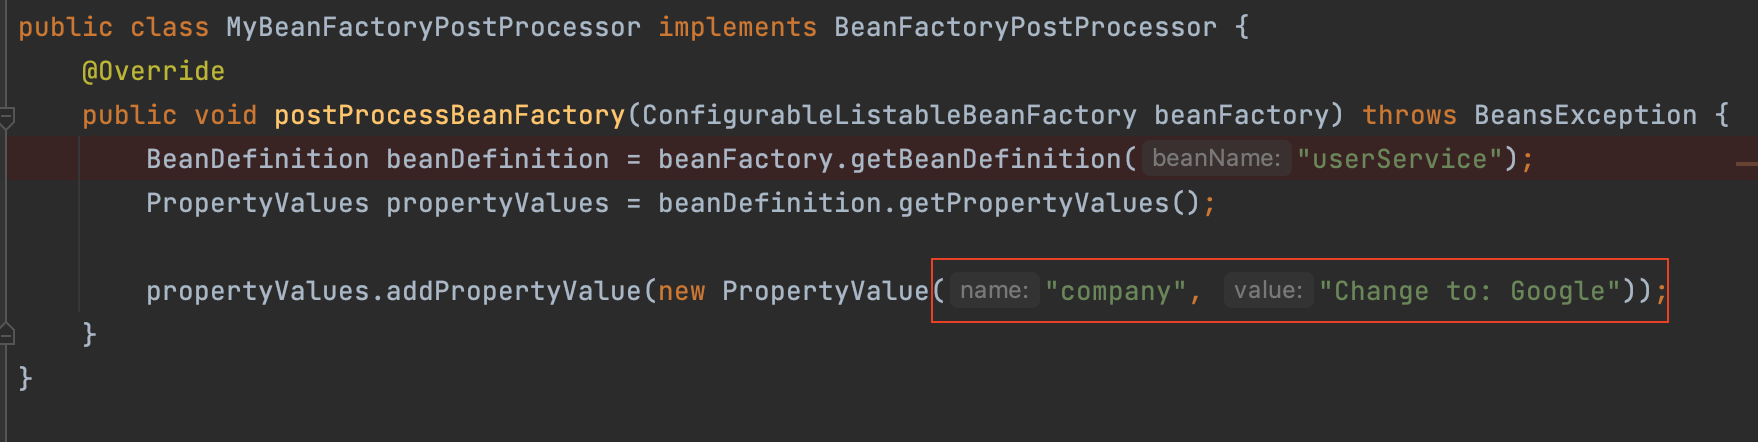 public class MyBeanFactoryPostProcessor implements BeanFactoryPostProcessor {
@Override
public void postProcessBeanFactory(ConfigurableListableBeanFactory beanFactory) throws BeansException {
BeanDefinition beanDefinition = beanFactory.getBeanDefinition( beanName: "userService");
PropertyValues propertyValues = beanDefinition.getPropertyValues();
propertyValues.addPropertyValue(new PropertyValue( name: "company", value: "Change to: Google"));
}
}